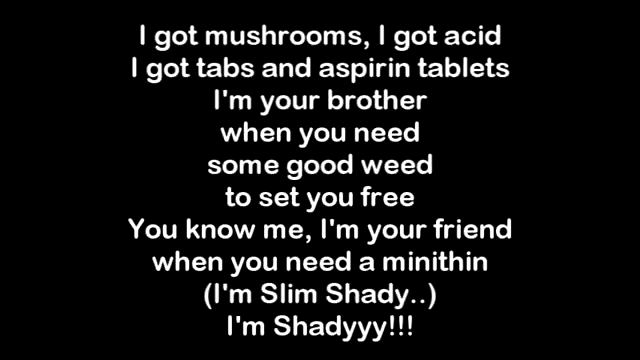 I got mushrooms, I got acid
I got tabs and aspirin tablets
I'm your brother
when you need
some good weed
to set you free
You know me, I'm your friend
when you need a minithin
(I'm Slim Shady..)
I'm Shadyyy!!!